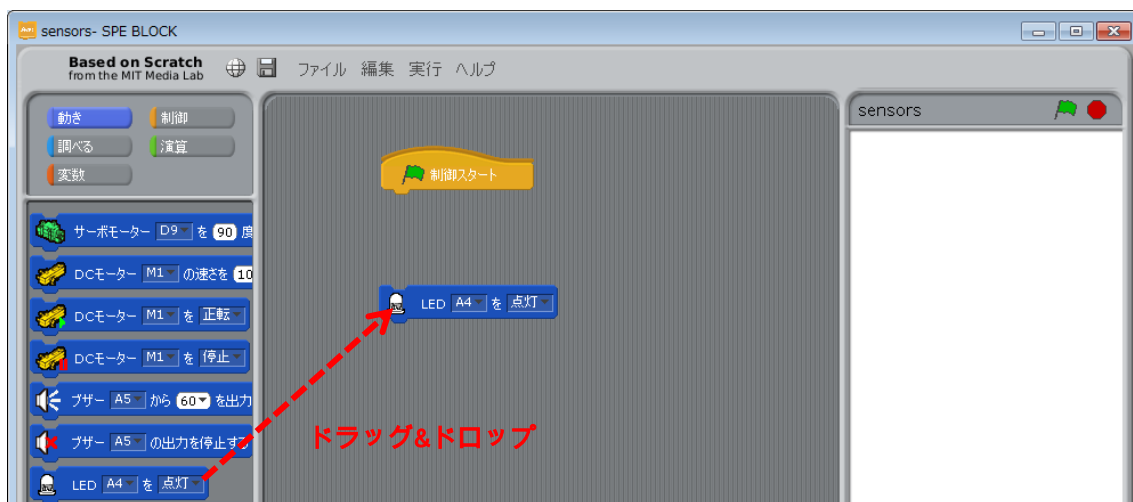 sensors- SPE BLOCK
Based on Scratch
from the MIT Media Lab
ファイル 編集 実行 ヘルプ
動き 制御
調べる 演算
変数
sensors
制御スタート
サーボモーター D9 を 90 度
DCモーター M1 の速さを 10
DCモーター M1 を 正転
DCモーター M1 を 停止
ブザー A5 から 60 を出力
ブザー A5 の出力を停止する
LED A4 を 点灯
LED A4 を 点灯
ドラッグ&ドロップ